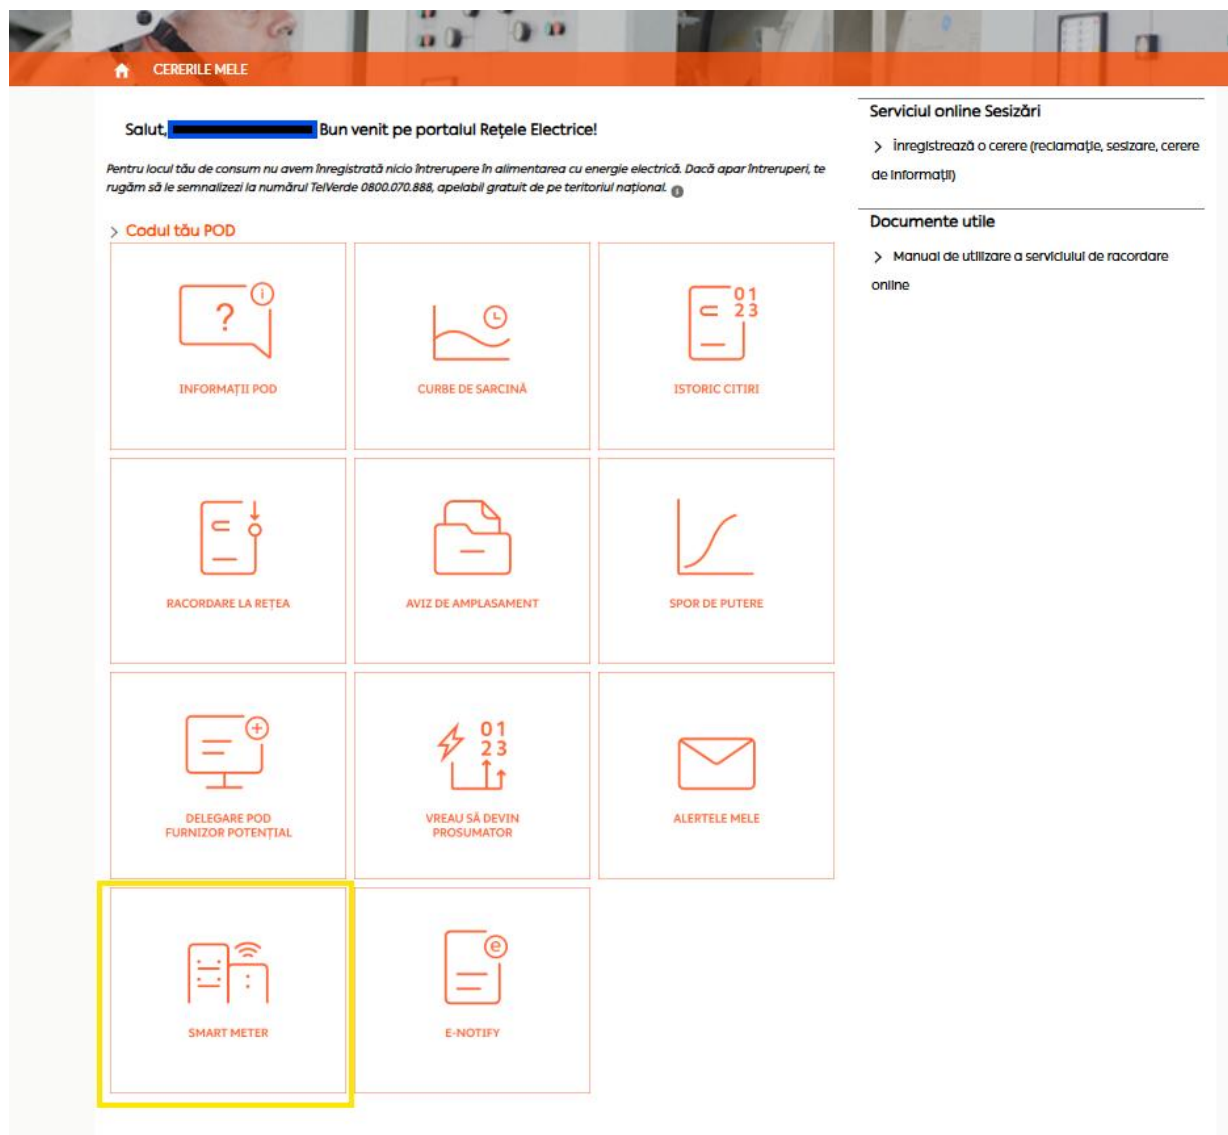 CERERILE MELE
Salut, Bun venit pe portalul Rețele Electrice!
Pentru locul tău de consum nu avem înregistrată nicio întrerupere în alimentarea cu energie electrică. Dacă apar întreruperi, te
rugăm să le semnalizezi la numărul TelVerde 0800.070.888, apelabil gratuit de pe teritoriul național.
> Codul tău POD
? i
INFORMAȚII POD
CURBE DE SARCINĂ
01
23
ISTORIC CITIRI
RACORDARE LA REȚEA
AVIZ DE AMPLASAMENT
SPOR DE PUTERE
DELEGARE POD
FURNIZOR POTENȚIAL
01
23
VREAU SĂ DEVIN
PROSUMATOR
ALERTELE MELE
SMART METER
e
E-NOTIFY
Serviciul online Sesizări
> Înregistrează o cerere (reclamație, sesizare, cerere
de informații)
Documente utile
> Manual de utilizare a serviciului de racordare
online